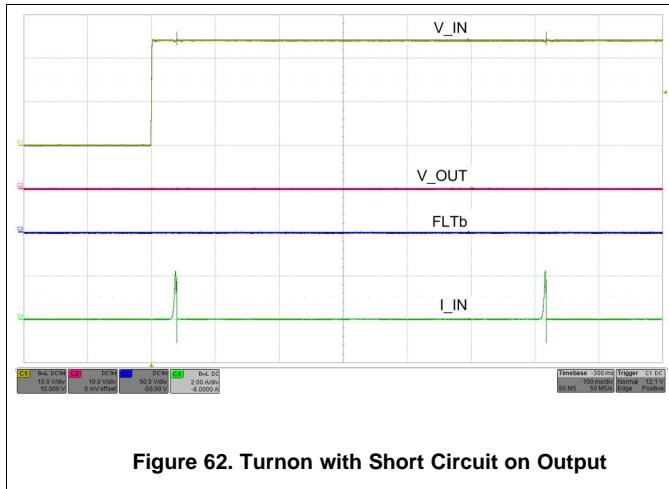 V_IN
V_OUT
FLTb
I_IN
C1 BwL DC1M
10.0 V/div
10.000 V
C2 DC1M
10.0 V/div
0 mV offset
DC1M
50.0 V/div
-50.00 V
C4 BwL DC
2.00 A/div
-6.0000 A
Timebase -300 ms
100 ms/div
50 MS 50 MS/s
Trigger C1 DC
Normal 12.1 V
Edge Positive
Figure 62. Turnon with Short Circuit on Output